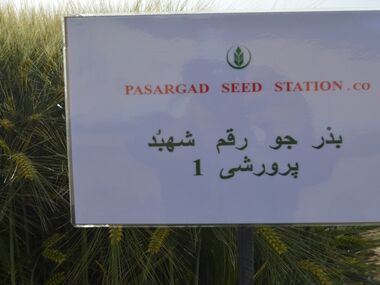 PASARGAD SEED STATION.CO
بذر جو رقم شهبُد
پرورشی 1